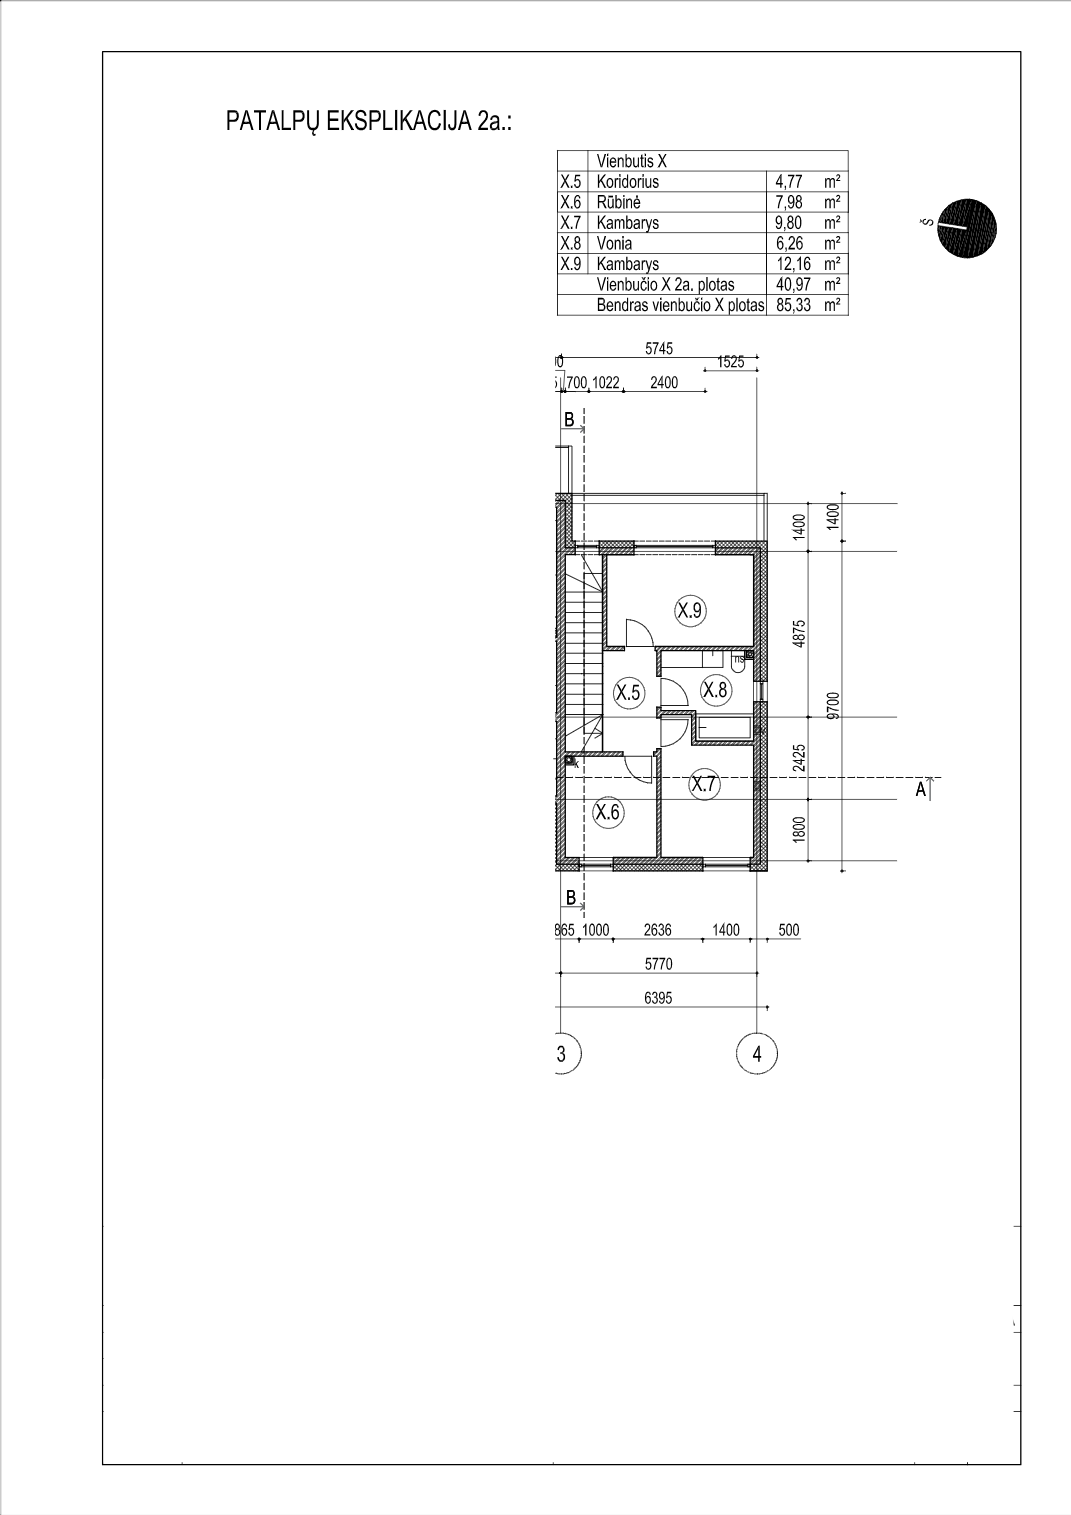 PATALPŲ EKSPLIKACIJA 2a.:
Vienbutis X
X.5 Koridorius 4,77 m²
X.6 Rūbinė 7,98 m²
X.7 Kambarys 9,80 m²
X.8 Vonia 6,26 m²
X.9 Kambarys 12,16 m²
Vienbučio X 2a. plotas 40,97 m²
Bendras vienbučio X plotas 85,33 m²
Š
5745
1525
700 1022 2400
B
1400
1400
X.9
4875
X.5
X.8
9700
2425
X.7
A
X.6
1800
B
865 1000 2636 1400 500
5770
6395
3
4